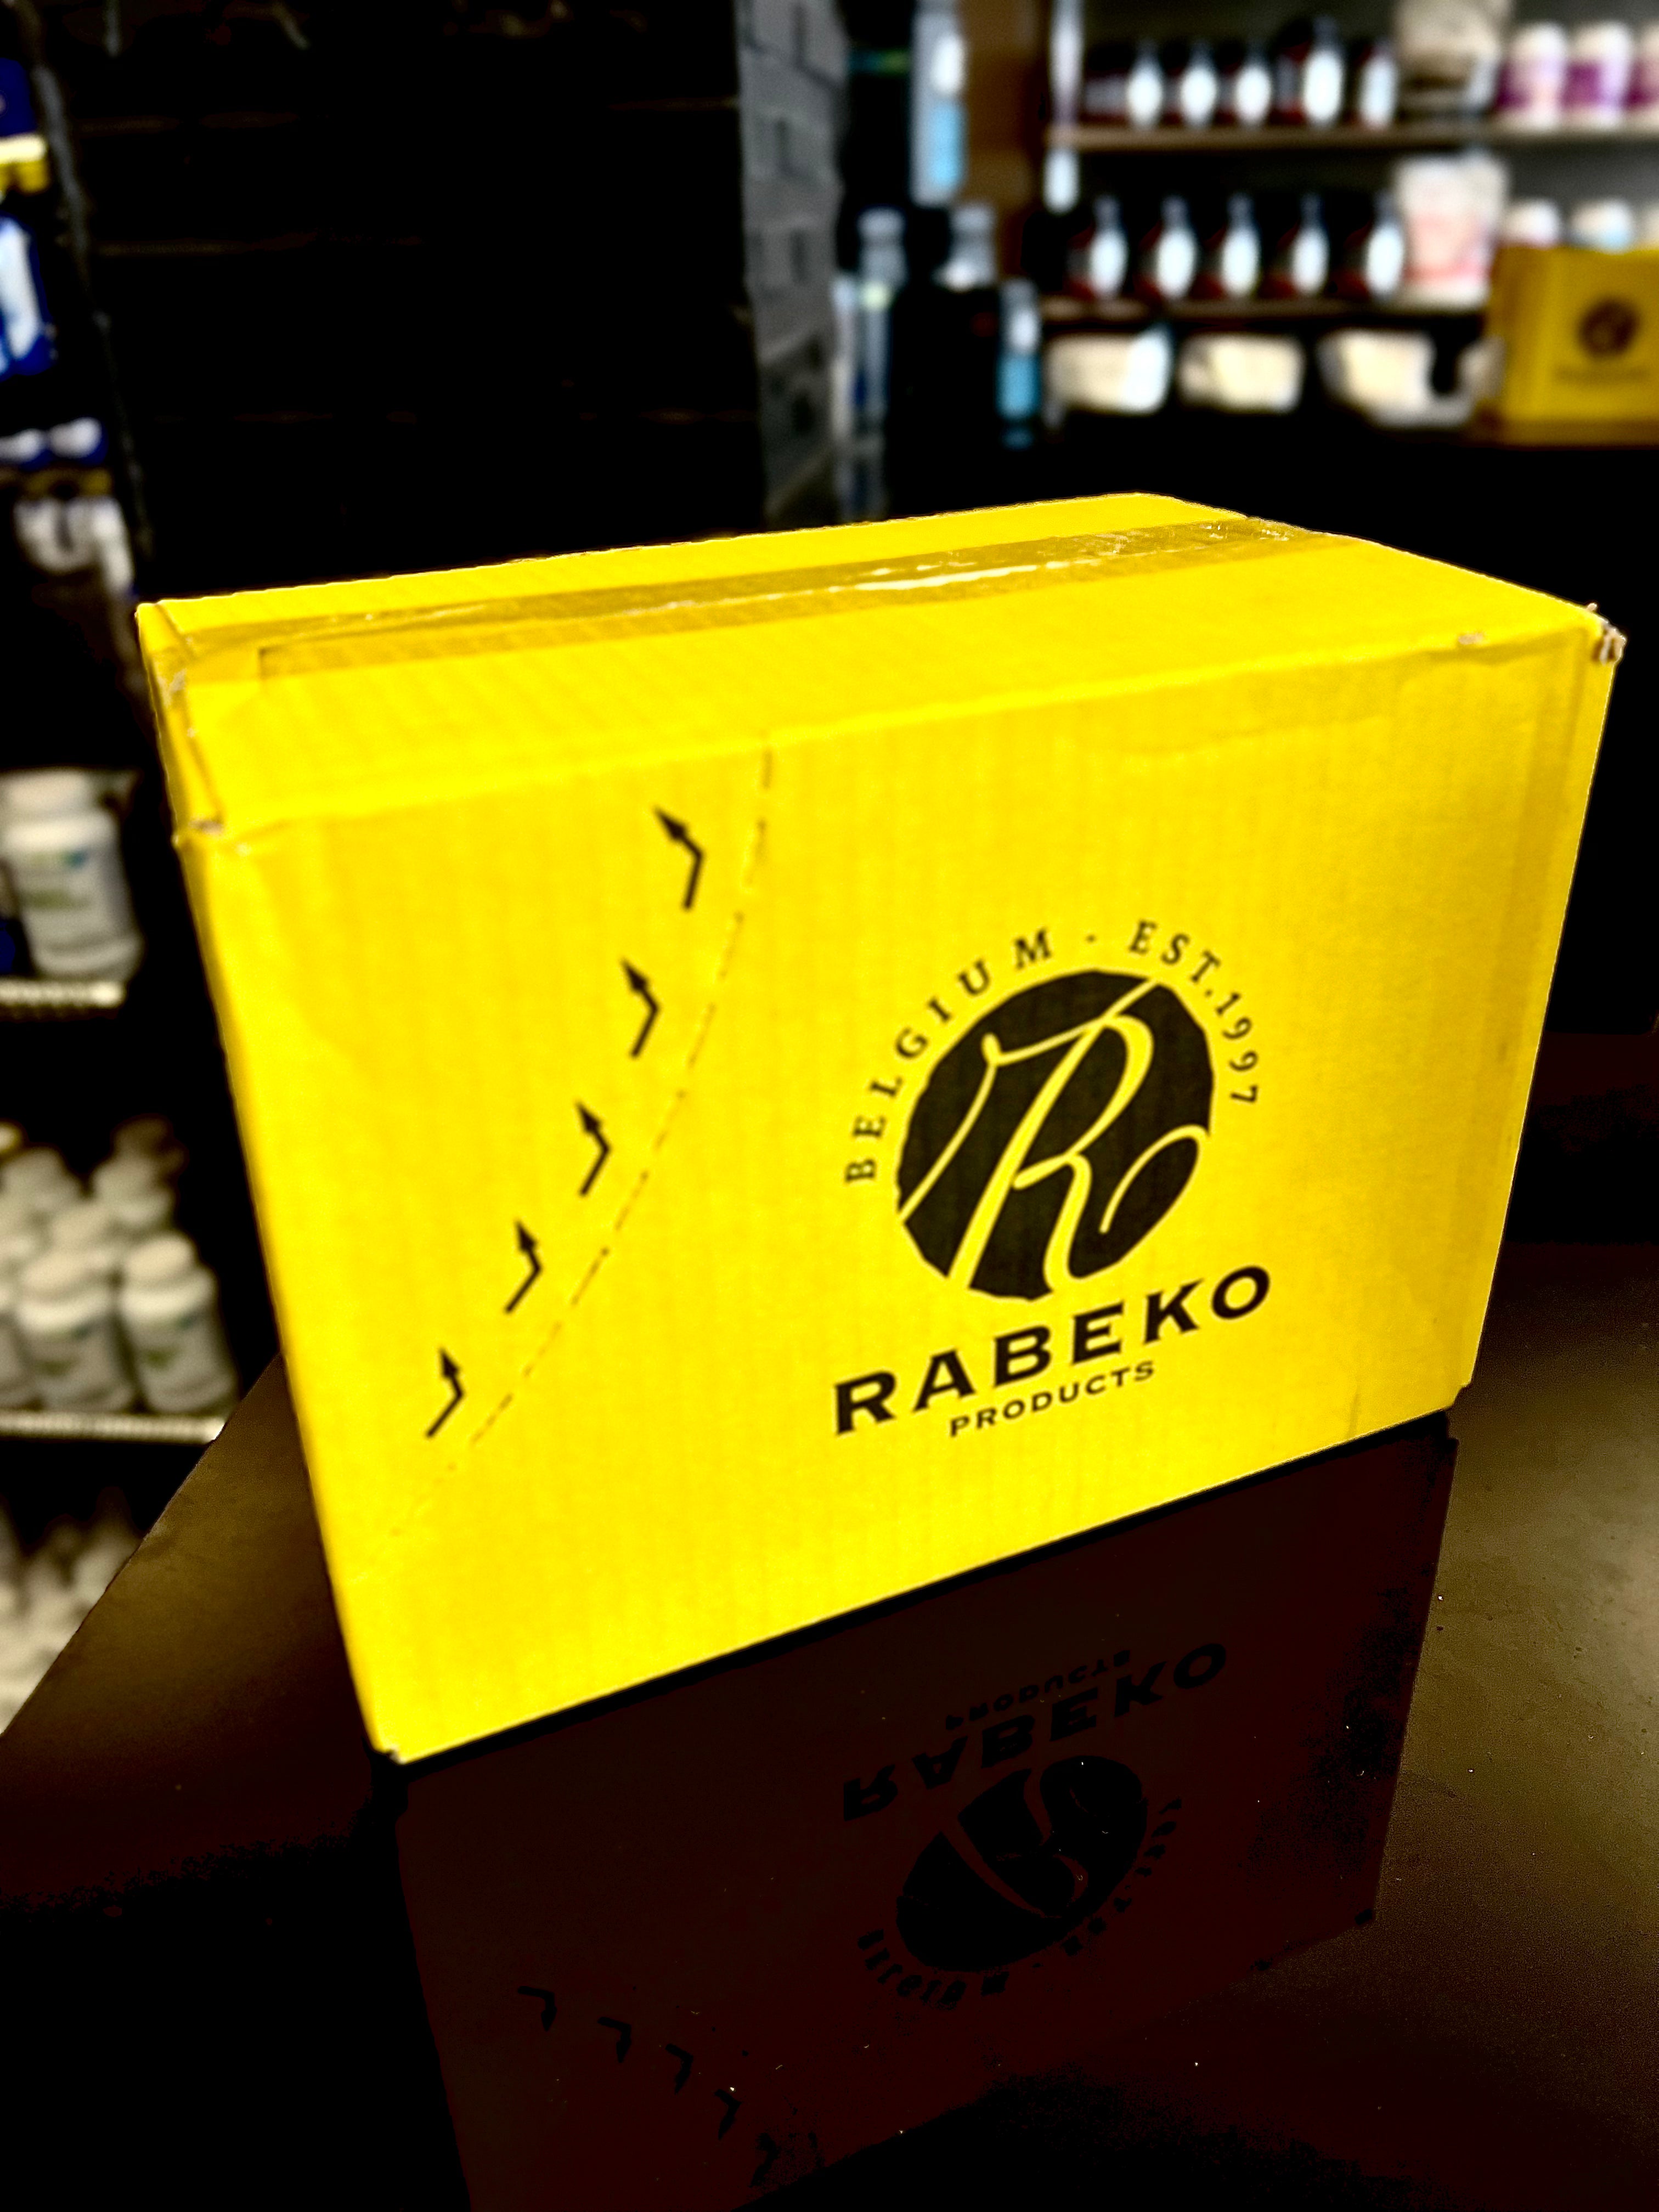 BELGIUM - EST.1997
R
RABEKO
PRODUCTS